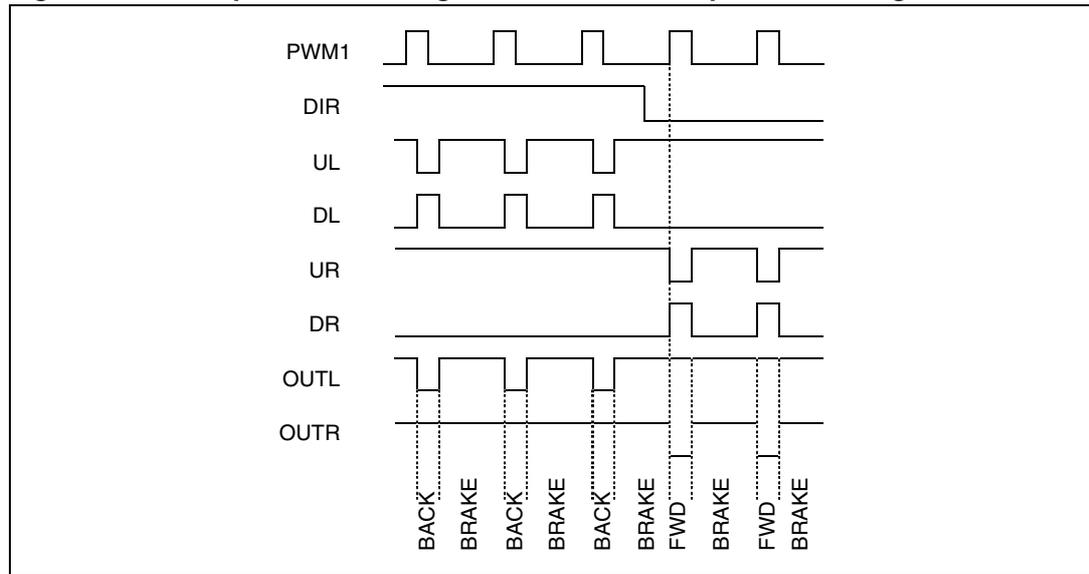 PWM1
DIR
UL
DL
UR
DR
OUTL
OUTR
BACK
BRAKE
BACK
BRAKE
BACK
BRAKE
FWD
BRAKE
FWD
BRAKE